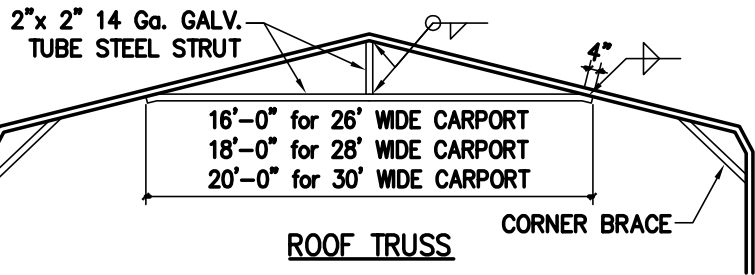 2"x 2" 14 Ga. GALV.
TUBE STEEL STRUT
4"
16'-0" for 26' WIDE CARPORT
18'-0" for 28' WIDE CARPORT
20'-0" for 30' WIDE CARPORT
CORNER BRACE
ROOF TRUSS